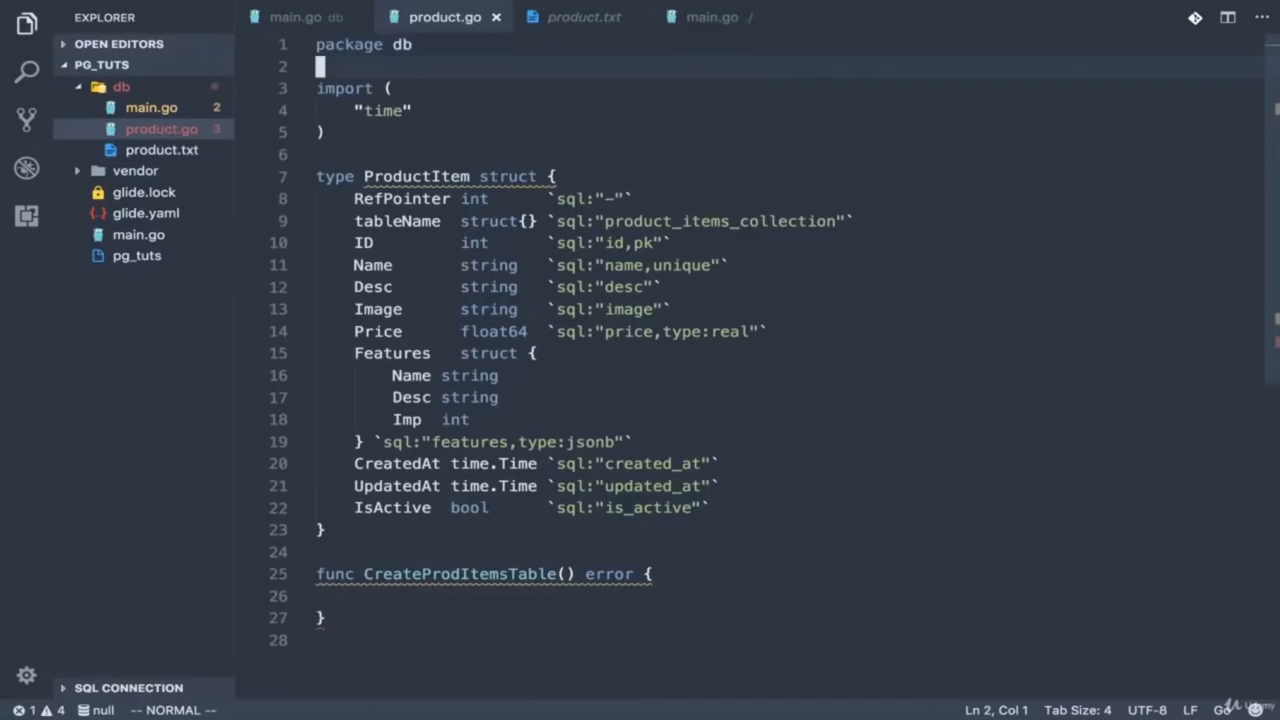 EXPLORER
OPEN EDITORS
PG_TUTS
db
main.go 2
product.go 3
product.txt
vendor
glide.lock
glide.yaml
main.go
pg_tuts
SQL CONNECTION
main.go db product.go × product.txt main.go ./
1 package db
2
3 import (
4 "time"
5 )
6
7 type ProductItem struct {
8 RefPointer int `sql:"-"`
9 tableName struct{} `sql:"product_items_collection"`
10 ID int `sql:"id,pk"`
11 Name string `sql:"name,unique"`
12 Desc string `sql:"desc"`
13 Image string `sql:"image"`
14 Price float64 `sql:"price,type:real"`
15 Features struct {
16 Name string
17 Desc string
18 Imp int
19 } `sql:"features,type:jsonb"`
20 CreatedAt time.Time `sql:"created_at"`
21 UpdatedAt time.Time `sql:"updated_at"`
22 IsActive bool `sql:"is_active"`
23 }
24
25 func CreateProdItemsTable() error {
26
27 }
28
1 4 null -- NORMAL -- Ln 2, Col 1 Tab Size: 4 UTF-8 LF Go